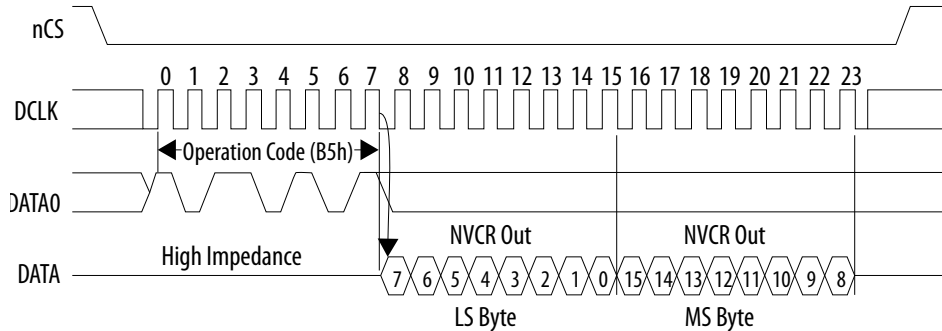 nCS
0 1 2 3 4 5 6 7 8 9 10 11 12 13 14 15 16 17 18 19 20 21 22 23
DCLK
Operation Code (B5h)
DATA0
High Impedance
NVCR Out NVCR Out
DATA
7 6 5 4 3 2 1 0 15 14 13 12 11 10 9 8
LS Byte MS Byte